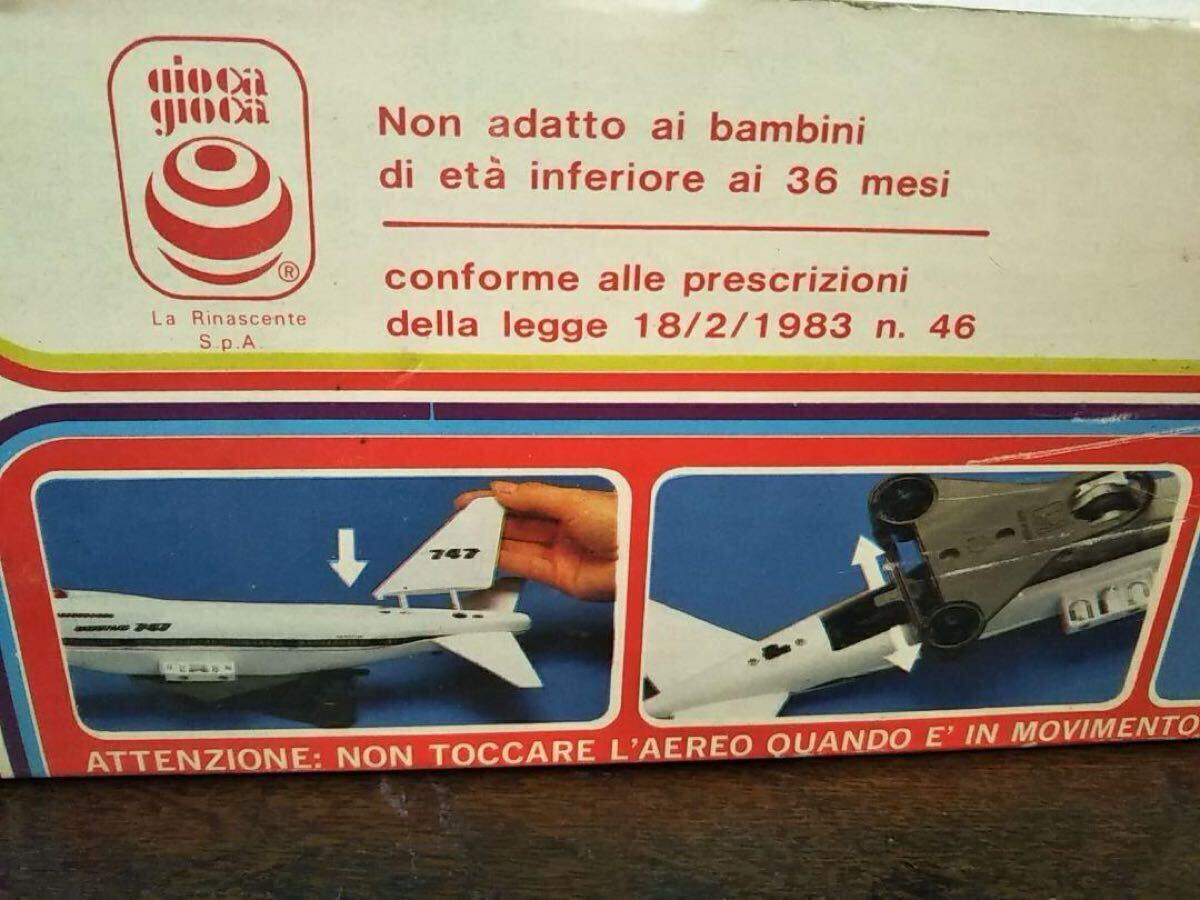 gioca
gioca
®
La Rinascente
S.p.A.
Non adatto ai bambini
di età inferiore ai 36 mesi
conforme alle prescrizioni
della legge 18/2/1983 n. 46
747
BOEING 747
ATTENZIONE: NON TOCCARE L'AEREO QUANDO E' IN MOVIMENTO